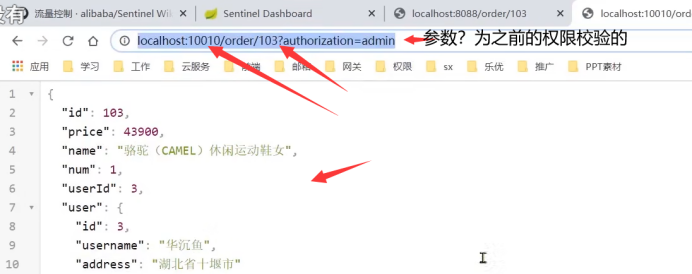 没有
流量控制 · alibaba/Sentinel Wi
Sentinel Dashboard
localhost:8088/order/103
localhost:10010/ord
localhost:10010/order/103?authorization=admin
参数？为之前的权限校验的
应用 学习 工作 云服务 前端 邮箱 网关 权限 sx 乐优 推广 PPT素材
1 {
2 "id": 103,
3 "price": 43900,
4 "name": "骆驼（CAMEL）休闲运动鞋女",
5 "num": 1,
6 "userId": 3,
7 "user": {
8 "id": 3,
9 "username": "华沉鱼",
10 "address": "湖北省十堰市"